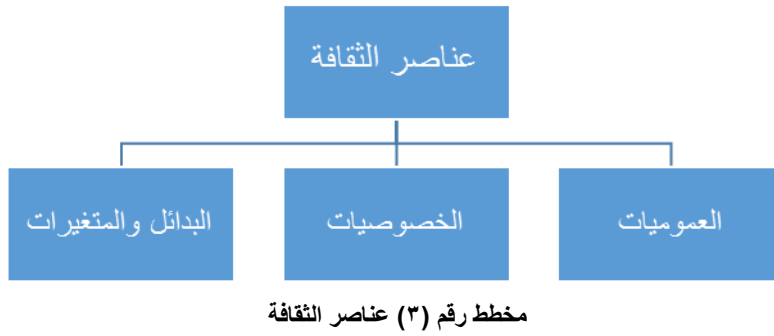 عناصر الثقافة
العموميات
الخصوصيات
البدائل والمتغيرات
مخطط رقم (٣) عناصر الثقافة